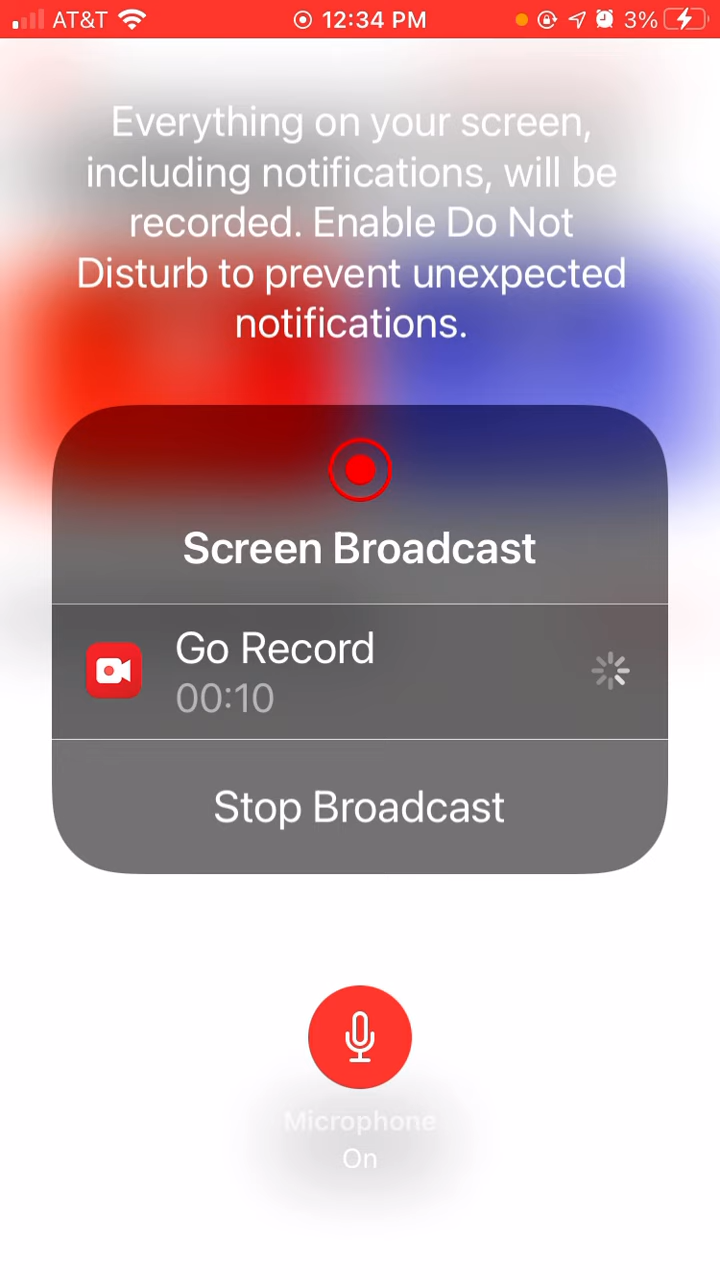 AT&T 12:34 PM 3%
Everything on your screen,
including notifications, will be
recorded. Enable Do Not
Disturb to prevent unexpected
notifications.
Screen Broadcast
Go Record
00:10
Stop Broadcast
Microphone
On